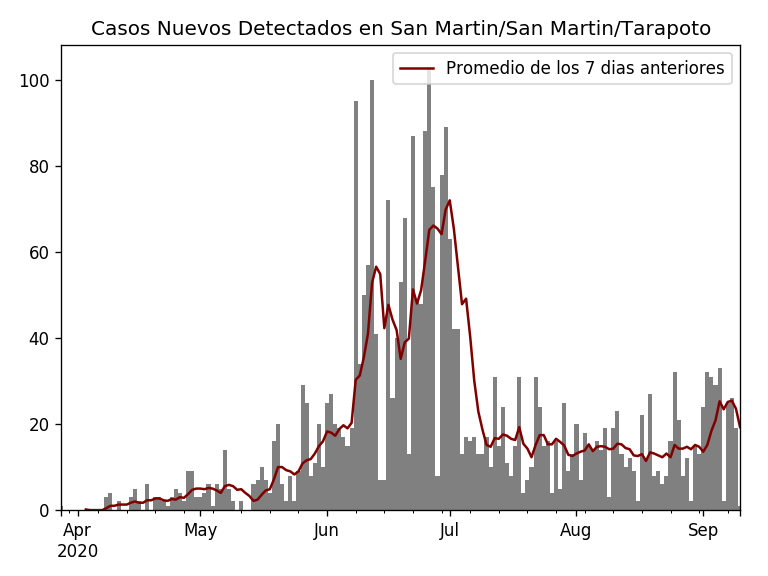 Casos Nuevos Detectados en San Martin/San Martin/Tarapoto
Promedio de los 7 dias anteriores
100
80
60
40
20
0
Apr May Jun Jul Aug Sep
2020